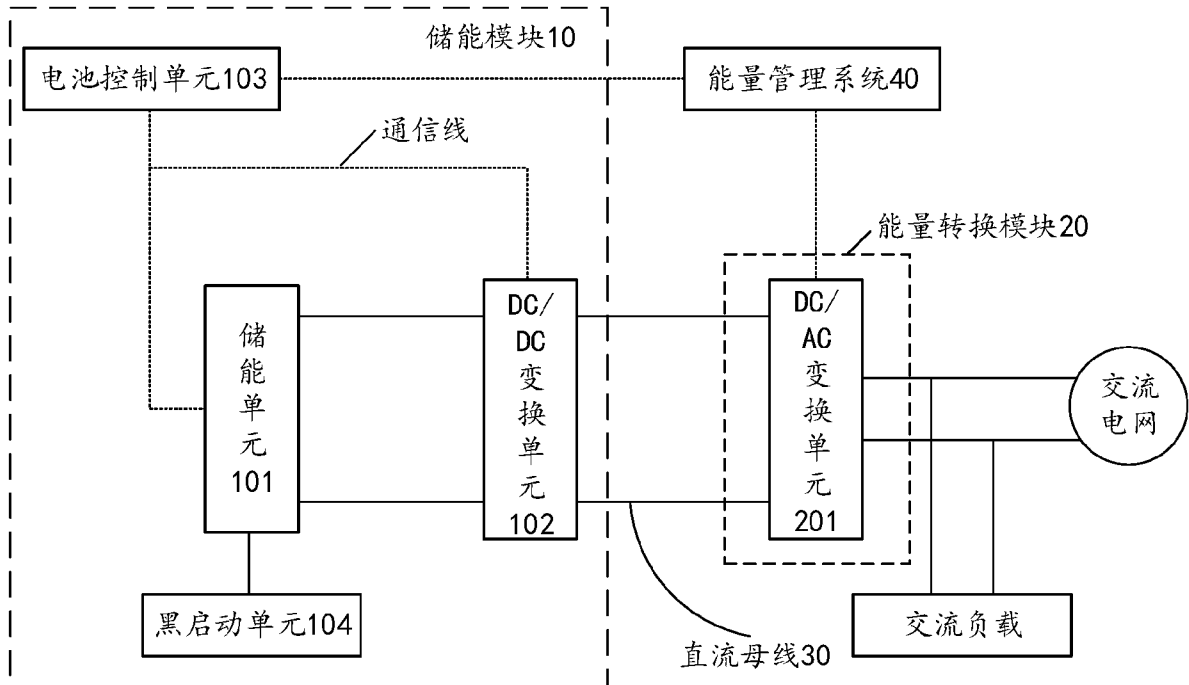 储能模块10
电池控制单元103
能量管理系统40
通信线
能量转换模块20
储
能
单
元
101
DC/
DC
变
换
单
元
102
DC/
AC
变
换
单
元
201
交流
电网
黑启动单元104
直流母线30
交流负载